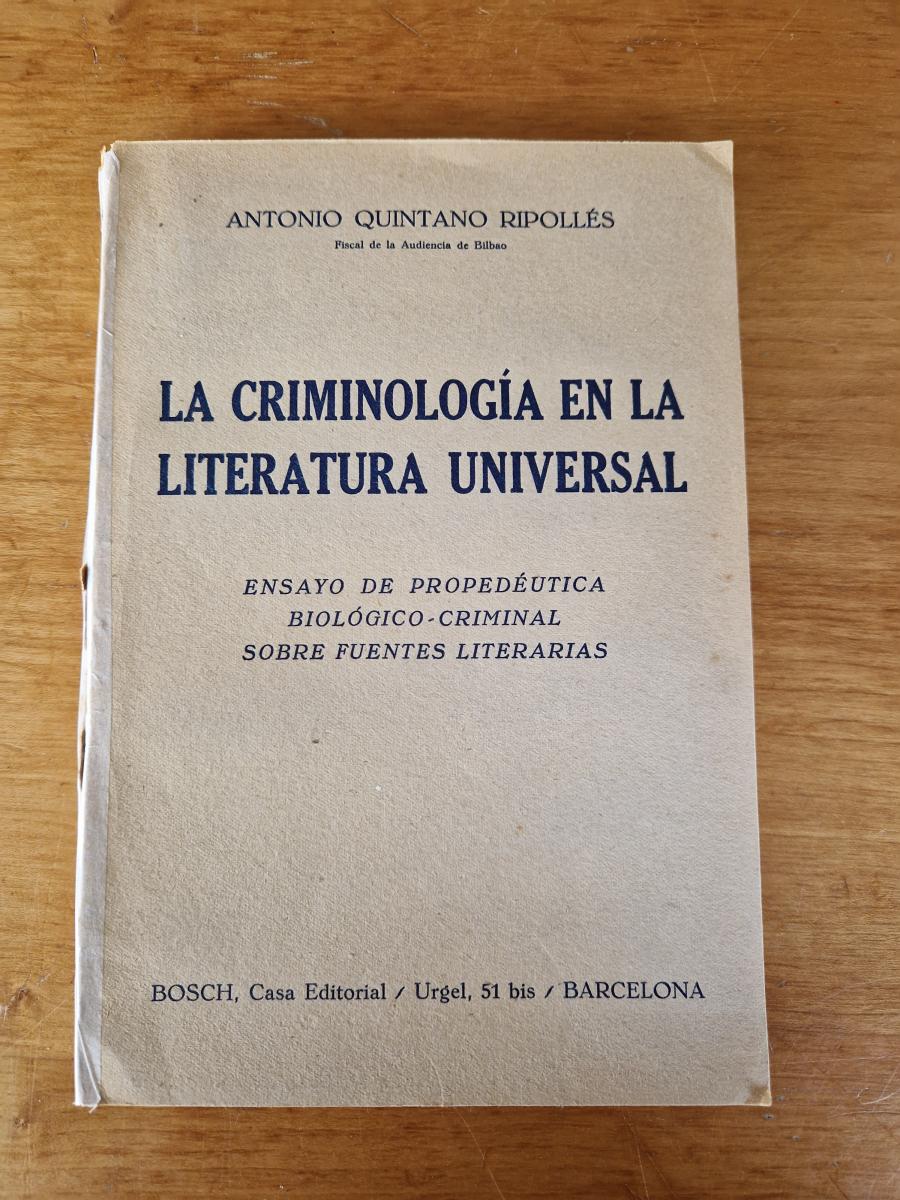 ANTONIO QUINTANO RIPOLLÉS
Fiscal de la Audiencia de Bilbao
LA CRIMINOLOGÍA EN LA
LITERATURA UNIVERSAL
ENSAYO DE PROPEDÉUTICA
BIOLÓGICO-CRIMINAL
SOBRE FUENTES LITERARIAS
BOSCH, Casa Editorial / Urgel, 51 bis / BARCELONA